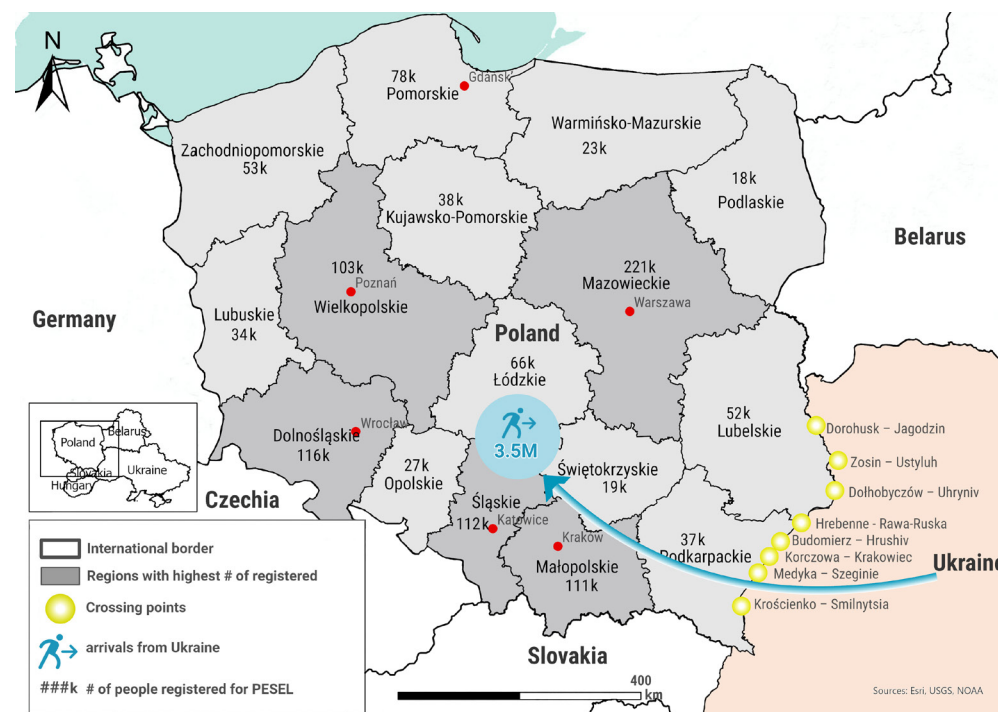 N
78k
Gdańsk
Pomorskie
Warmińsko-Mazurskie
23k
Zachodniopomorskie
53k
18k
Podlaskie
38k
Kujawsko-Pomorskie
Belarus
103k
Poznań
Wielkopolskie
221k
Mazowieckie
Warszawa
Germany
Lubuskie
34k
Poland
66k
Łódzkie
3.5M
52k
Lubelskie
Wrocław
Dolnośląskie
116k
27k
Opolskie
Świętokrzyskie
19k
Śląskie
112k
Katowice
Kraków
Małopolskie
111k
37k
Podkarpackie
Dorohusk – Jagodzin
Zosin – Ustyluh
Dołhobyczów – Uhryniv
Hrebenne - Rawa-Ruska
Budomierz – Hrushiv
Korczowa – Krakowiec
Medyka – Szeginie
Krościenko – Smilnytsia
Ukraine
Czechia
Slovakia
Poland
Belarus
Ukraine
Slovakia
Hungary
International border
Regions with highest # of registered
Crossing points
arrivals from Ukraine
###k # of people registered for PESEL
400
km
Sources: Esri, USGS, NOAA